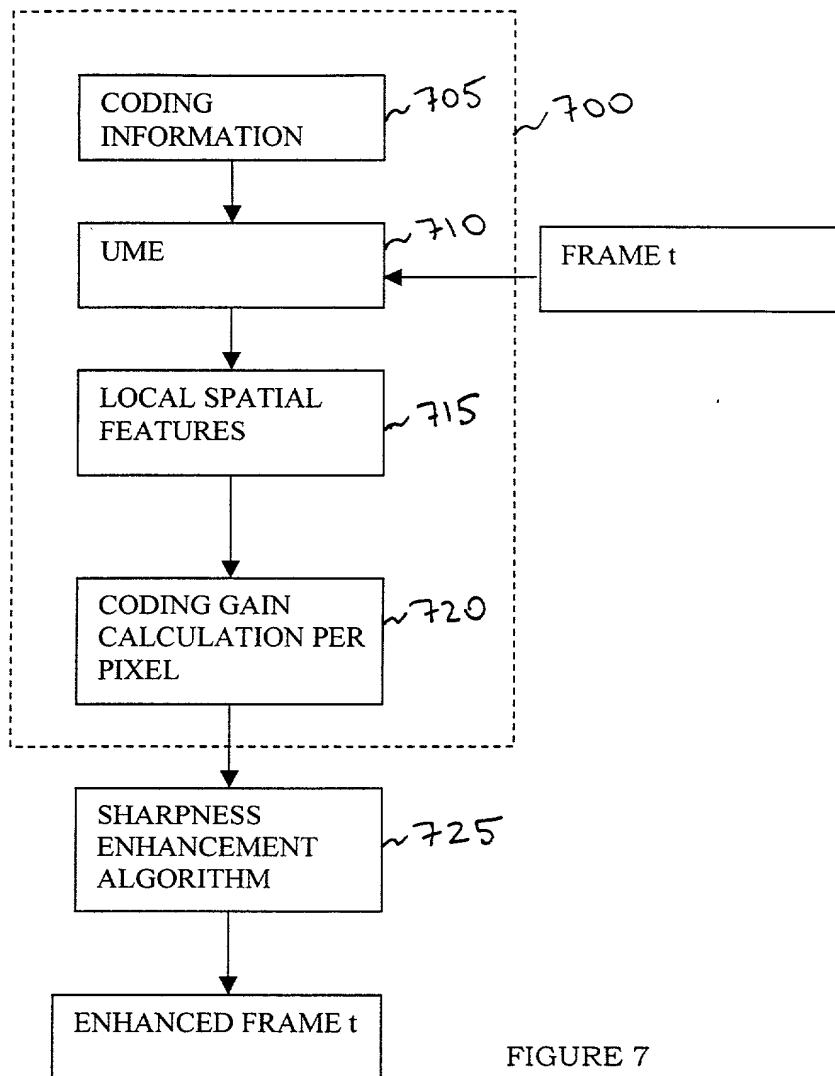 CODING
INFORMATION
705
700
UME
710
FRAME t
LOCAL SPATIAL
FEATURES
715
CODING GAIN
CALCULATION PER
PIXEL
720
SHARPNESS
ENHANCEMENT
ALGORITHM
725
ENHANCED FRAME t
FIGURE 7